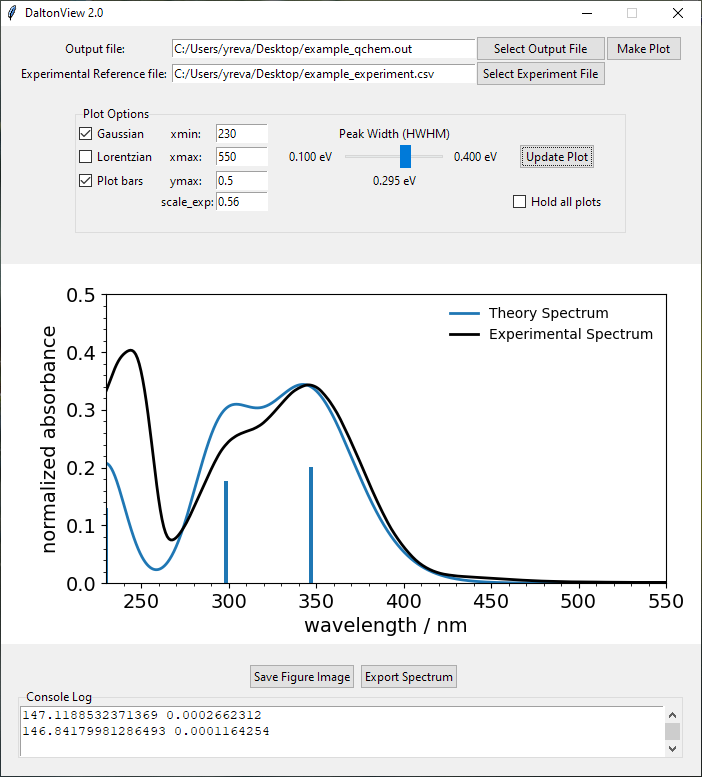 DaltonView 2.0
Output file: C:/Users/yreva/Desktop/example_qchem.out Select Output File Make Plot
Experimental Reference file: C:/Users/yreva/Desktop/example_experiment.csv Select Experiment File
Plot Options
Gaussian xmin: 230 Peak Width (HWHM)
Lorentzian xmax: 550 0.100 eV 0.400 eV Update Plot
Plot bars ymax: 0.5 0.295 eV
scale_exp: 0.56 Hold all plots
0.5
Theory Spectrum
Experimental Spectrum
0.4
0.3
0.2
0.1
0.0
normalized absorbance
250 300 350 400 450 500 550
wavelength / nm
Save Figure Image Export Spectrum
Console Log
147.1188532371369 0.0002662312
146.84179981286493 0.0001164254